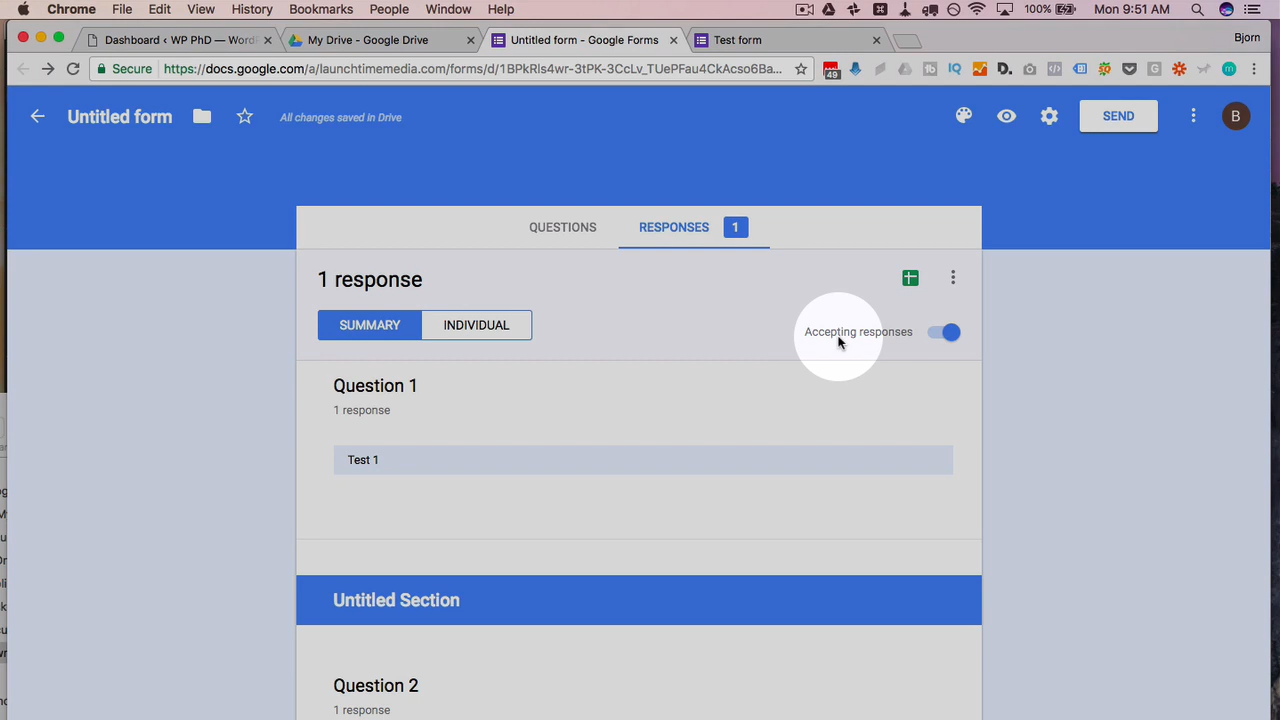 Chrome File Edit View History Bookmarks People Window Help 100% Mon 9:51 AM
Dashboard ‹ WP PhD — Word My Drive - Google Drive Untitled form - Google Forms Test form Bjorn
Secure https://docs.google.com/a/launchtimemedia.com/forms/d/1BPkRls4wr-3tPK-3CcLv_TUePFau4CkAcso6Ba...
49
Untitled form All changes saved in Drive SEND B
QUESTIONS RESPONSES 1
1 response
SUMMARY INDIVIDUAL Accepting responses
Question 1
1 response
Test 1
Untitled Section
Question 2
1 response